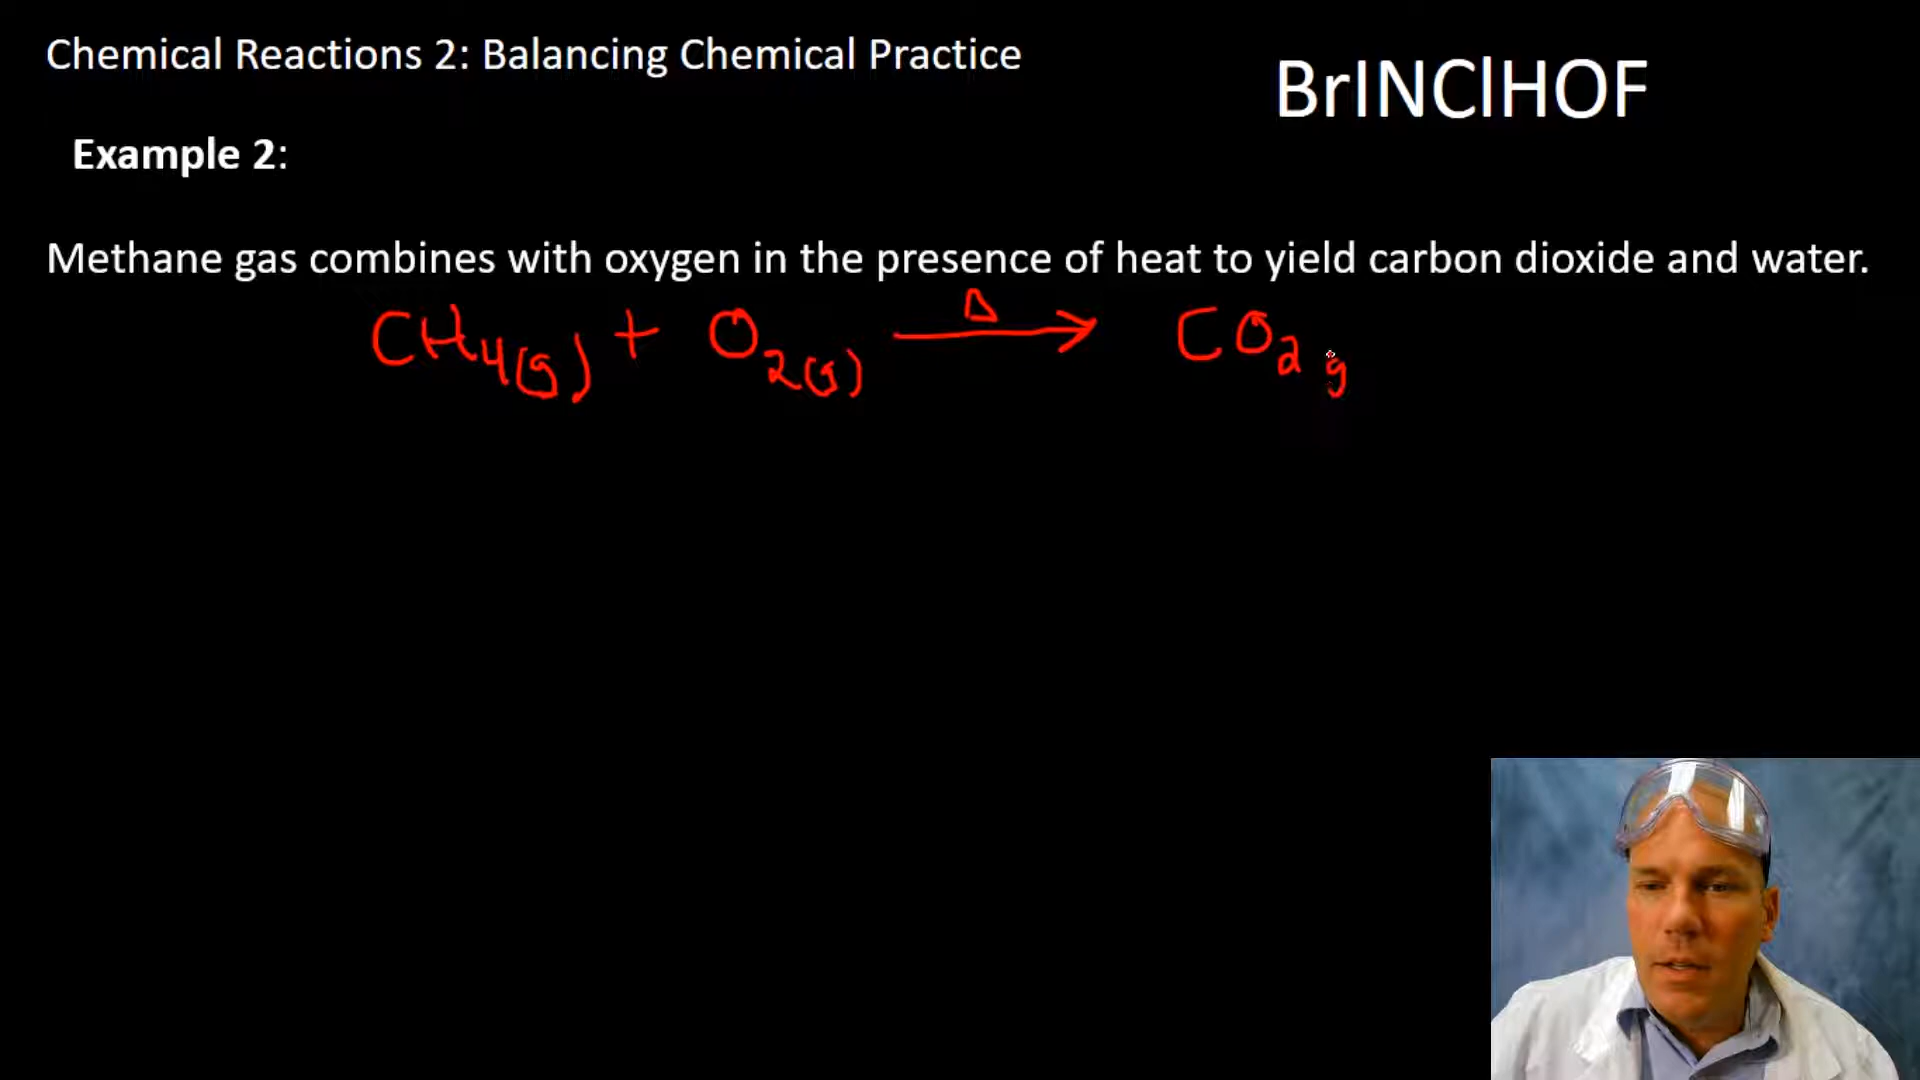 Chemical Reactions 2: Balancing Chemical Practice
BrINClHOF
Example 2:
Methane gas combines with oxygen in the presence of heat to yield carbon dioxide and water.
CH₄(g) + O₂(g) —Δ→ CO₂ g